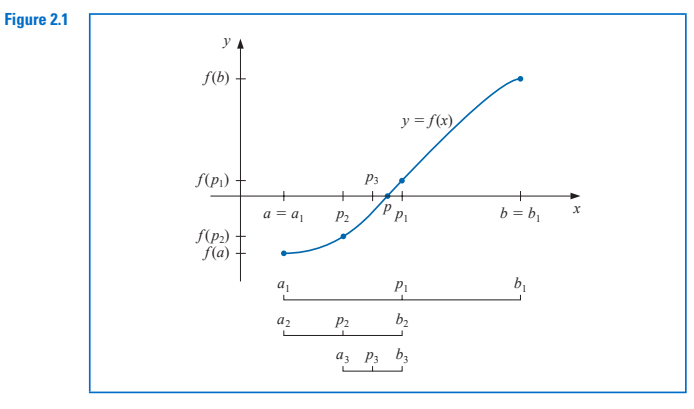 Figure 2.1
y
f(b)
y = f(x)
f(p₁)
p₃
a = a₁ p₂ p p₁ b = b₁ x
f(p₂)
f(a)
a₁ p₁ b₁
a₂ p₂ b₂
a₃ p₃ b₃